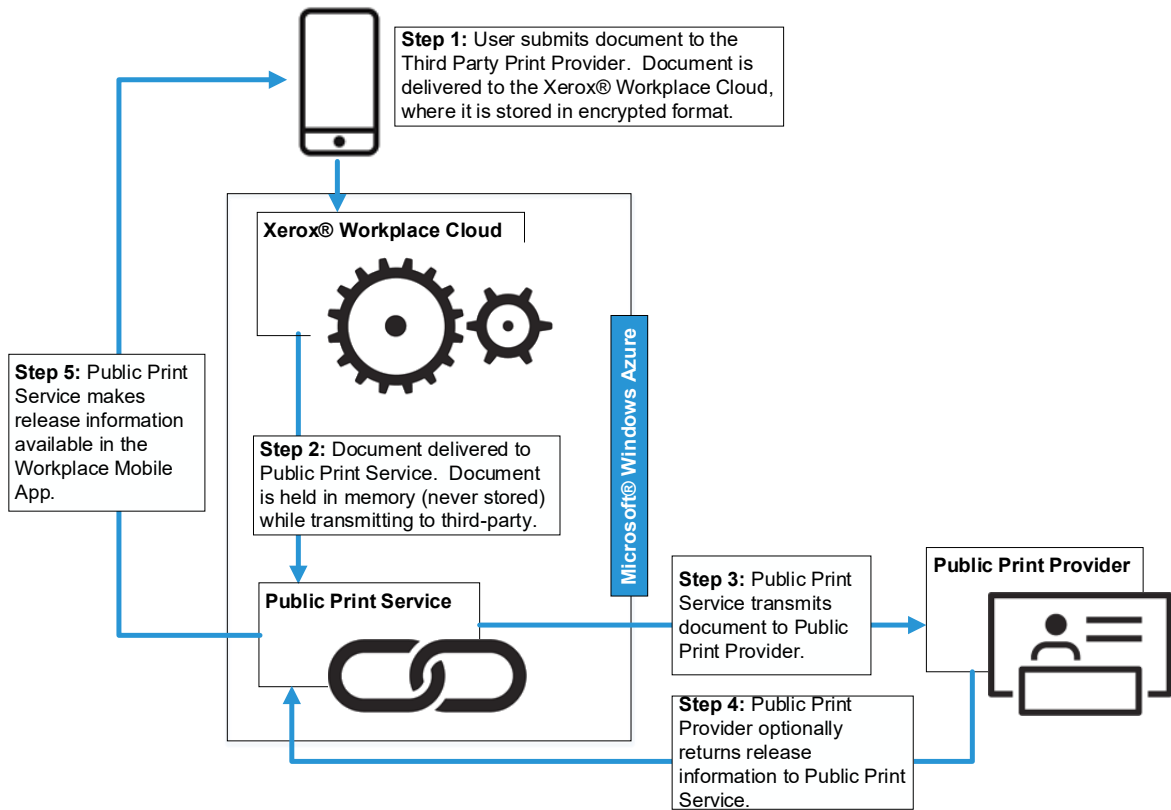 Step 1: User submits document to the
Third Party Print Provider. Document is
delivered to the Xerox® Workplace Cloud,
where it is stored in encrypted format.
Xerox® Workplace Cloud
Microsoft® Windows Azure
Step 5: Public Print
Service makes
release information
available in the
Workplace Mobile
App.
Step 2: Document delivered to
Public Print Service. Document
is held in memory (never stored)
while transmitting to third-party.
Public Print Service
Step 3: Public Print
Service transmits
document to Public
Print Provider.
Public Print Provider
Step 4: Public Print
Provider optionally
returns release
information to Public Print
Service.